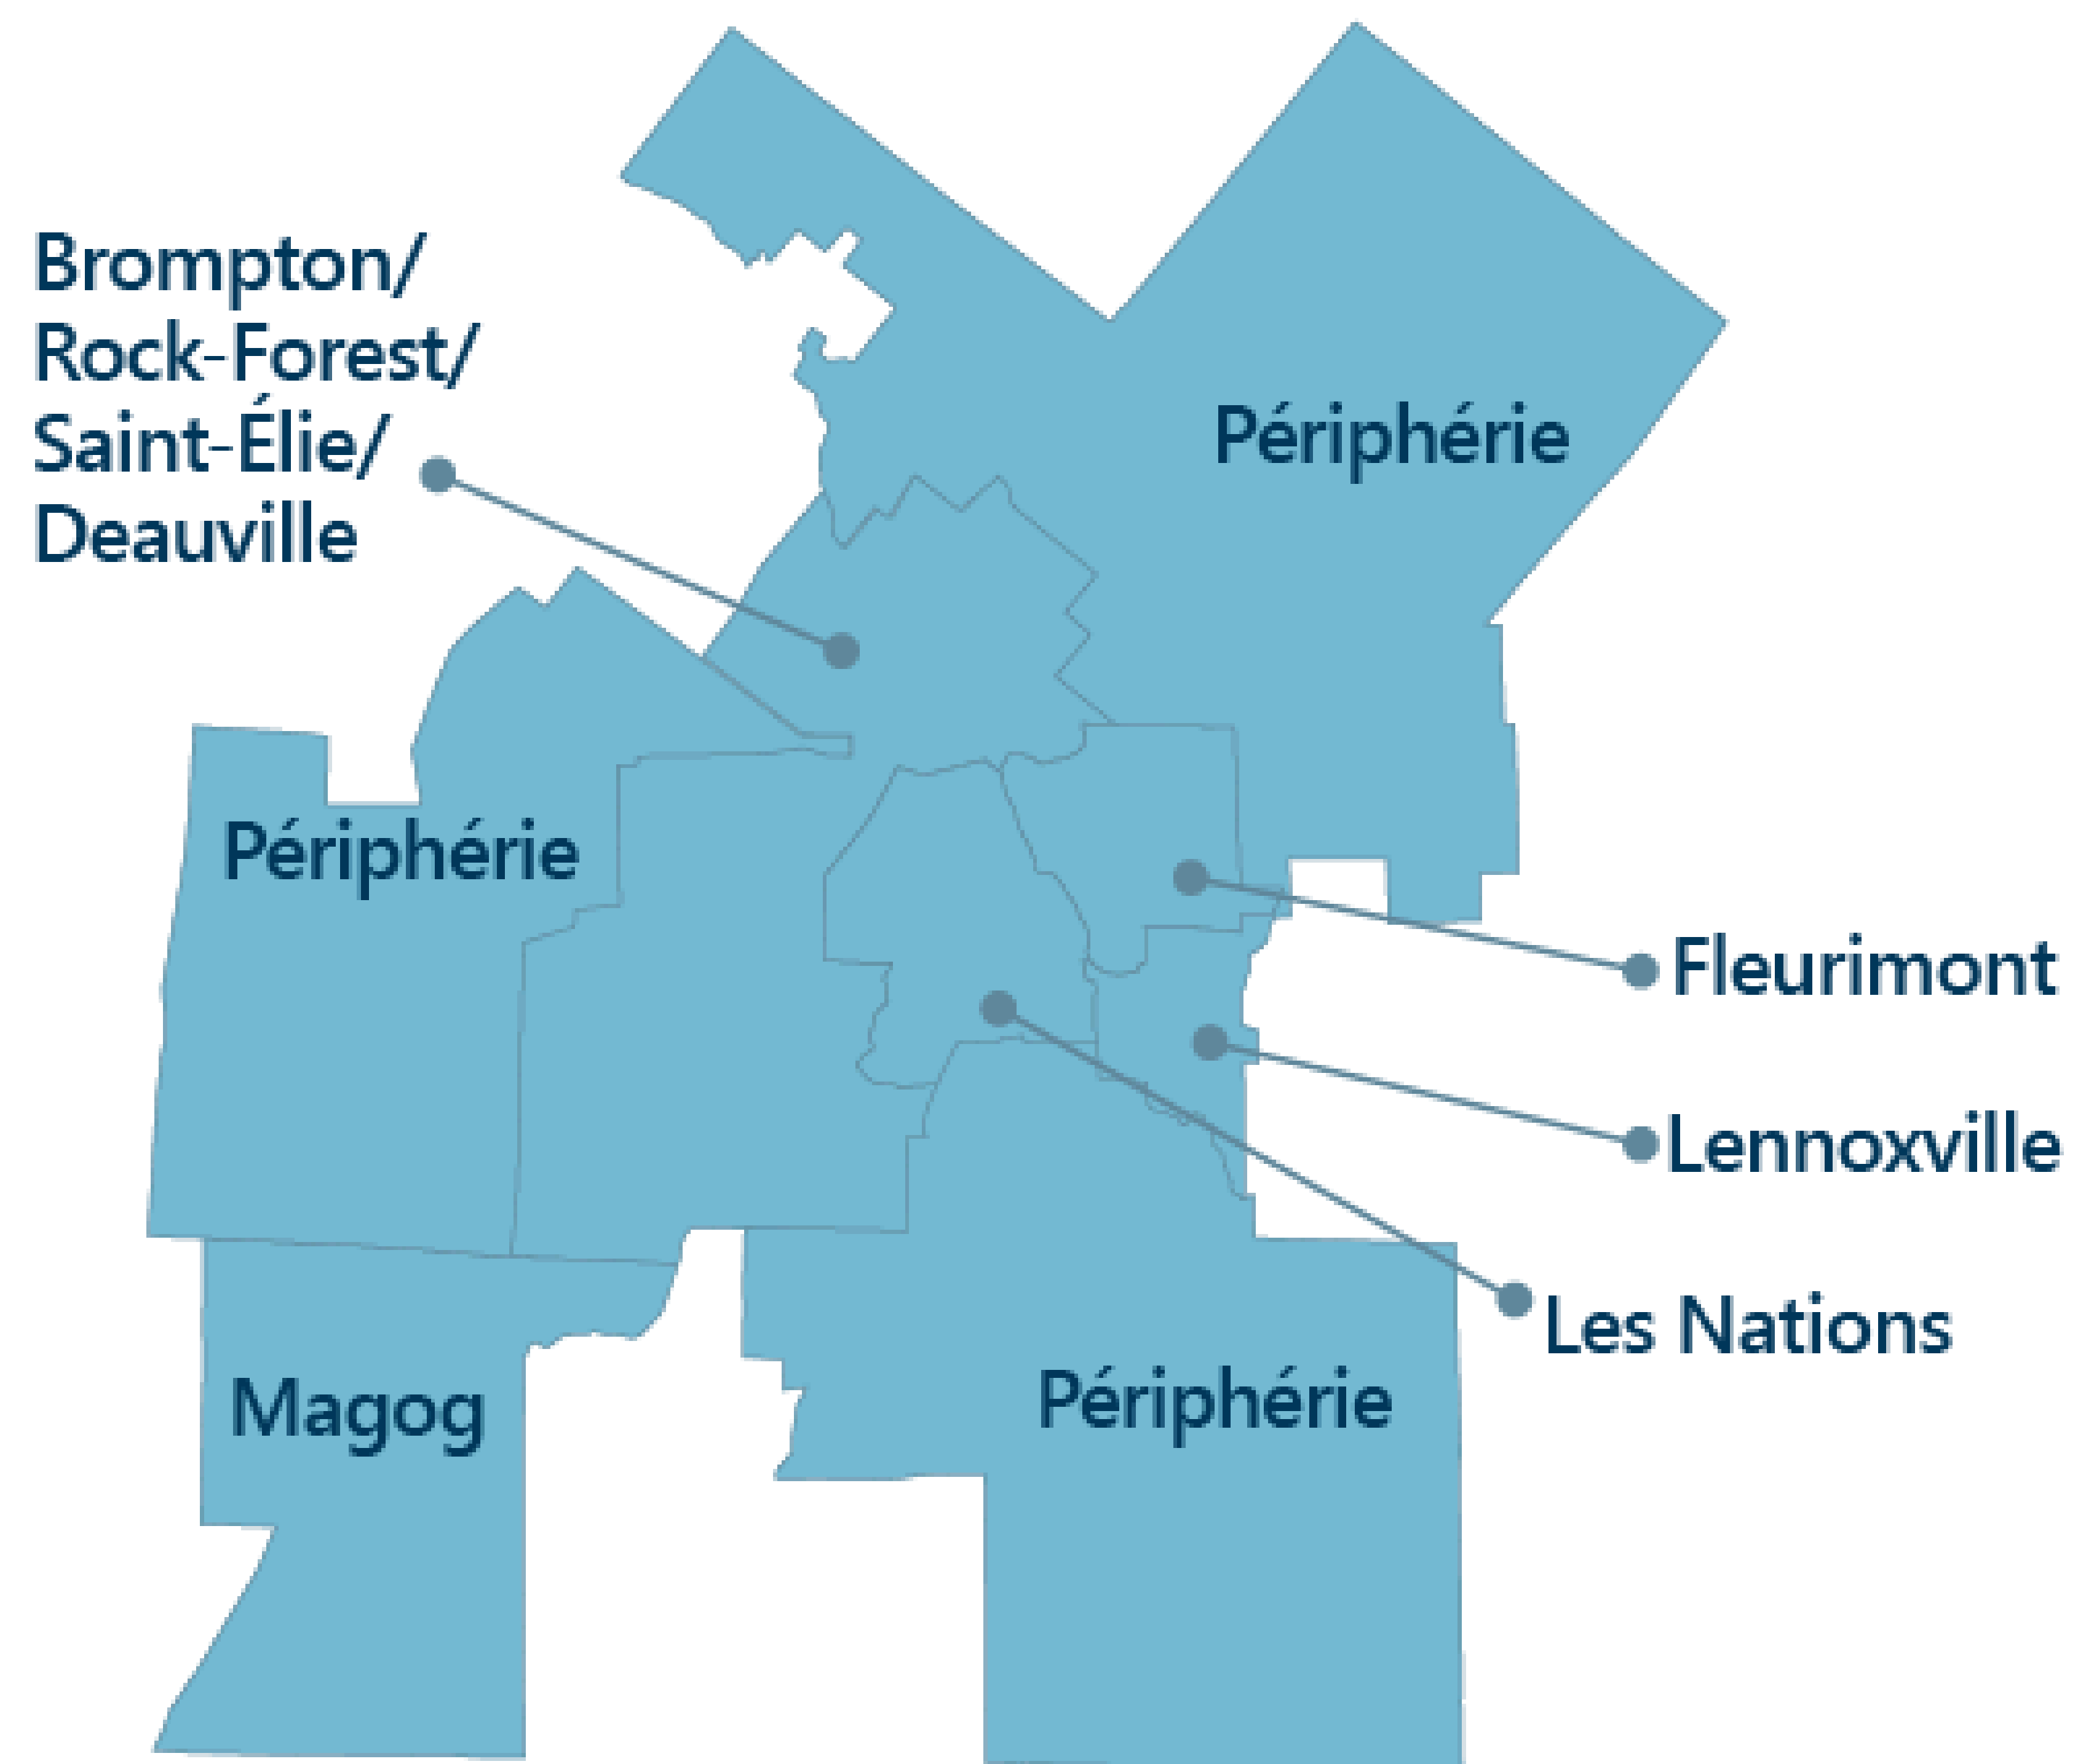 Brompton/
Rock-Forest/
Saint-Élie/
Deauville
Périphérie
Périphérie
Fleurimont
Lennoxville
Les Nations
Magog
Périphérie